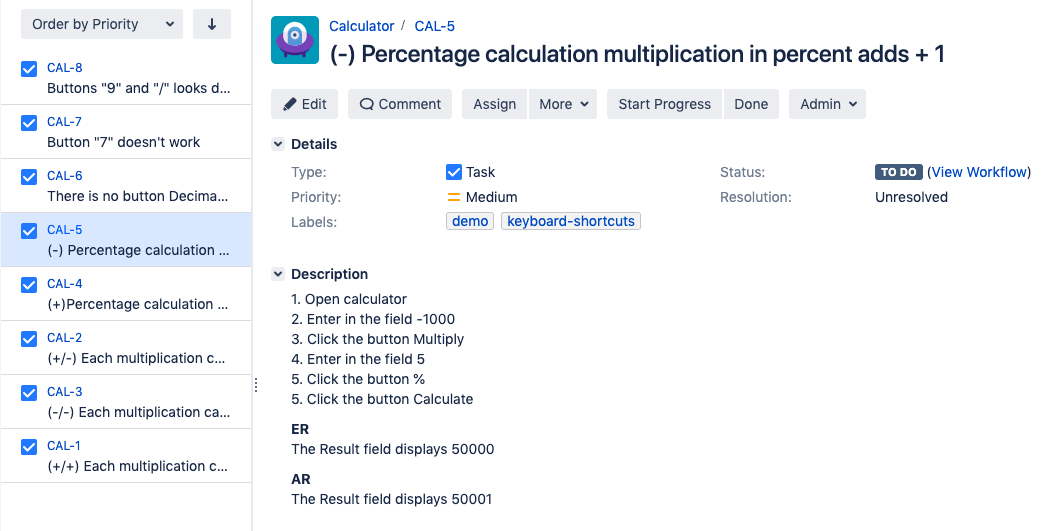 Order by Priority
CAL-8
Buttons "9" and "/" looks d...
CAL-7
Button "7" doesn't work
CAL-6
There is no button Decima...
CAL-5
(-) Percentage calculation ...
CAL-4
(+)Percentage calculation ...
CAL-2
(+/-) Each multiplication c...
CAL-3
(-/-) Each multiplication ca...
CAL-1
(+/+) Each multiplication c...
Calculator / CAL-5
(-) Percentage calculation multiplication in percent adds + 1
Edit Comment Assign More Start Progress Done Admin
Details
Type: Task Status: TO DO (View Workflow)
Priority: Medium Resolution: Unresolved
Labels: demo keyboard-shortcuts
Description
1. Open calculator
2. Enter in the field -1000
3. Click the button Multiply
4. Enter in the field 5
5. Click the button %
5. Click the button Calculate
ER
The Result field displays 50000
AR
The Result field displays 50001